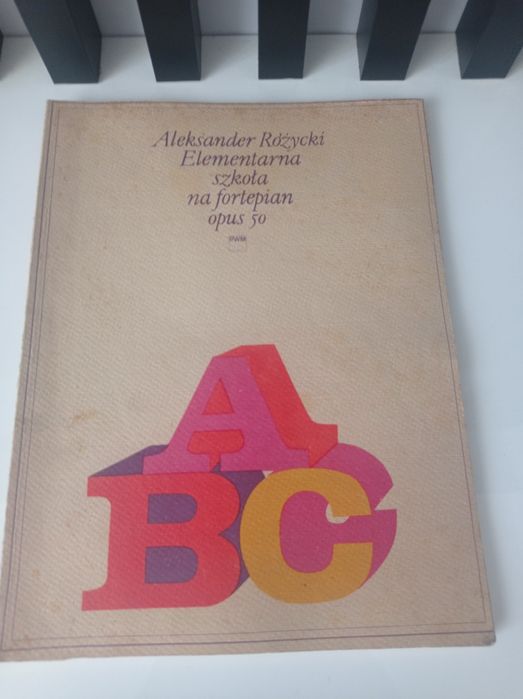 Aleksander Różycki
Elementarna
szkoła
na fortepian
opus 50
PWM
A
BC